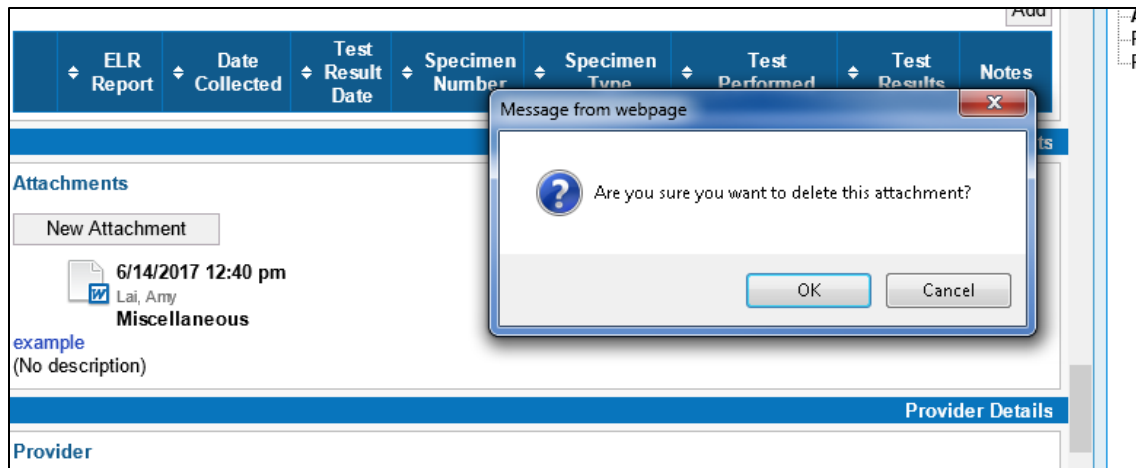 Add
ELR Report
Date Collected
Test Result Date
Specimen Number
Specimen Type
Test Performed
Test Results
Notes
Message from webpage
Are you sure you want to delete this attachment?
OK Cancel
Attachments
New Attachment
6/14/2017 12:40 pm
Lai, Amy
Miscellaneous
example
(No description)
Provider Details
Provider